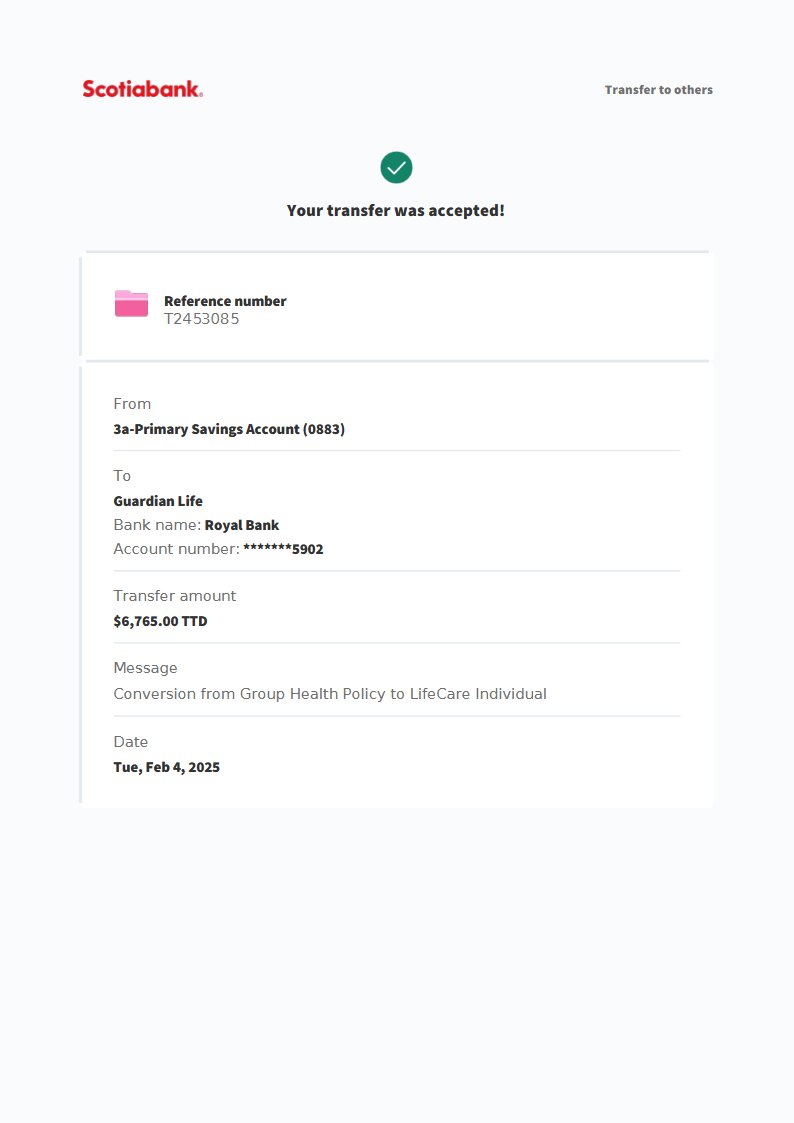 Scotiabank®
Transfer to others
Your transfer was accepted!
Reference number
T2453085
From
3a-Primary Savings Account (0883)
To
Guardian Life
Bank name: Royal Bank
Account number: *******5902
Transfer amount
$6,765.00 TTD
Message
Conversion from Group Health Policy to LifeCare Individual
Date
Tue, Feb 4, 2025